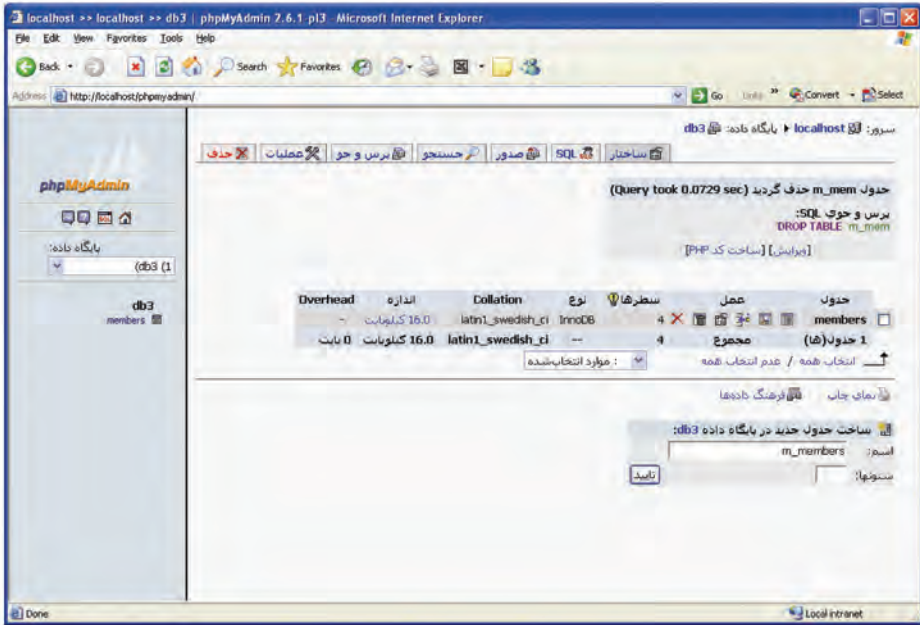 localhost >> localhost >> db3 | phpMyAdmin 2.6.1-pl3 - Microsoft Internet Explorer
File Edit View Favorites Tools Help
Back Search Favorites
Address http://localhost/phpmyadmin/ Go Links » Convert Select
phpMyAdmin
پایگاه داده:
db3 (1)
db3
members
سرور: localhost پایگاه داده: db3
ساختار SQL صدور جستجو پرس و جو عملیات حذف
جدول m_mem حذف گردید (Query took 0.0729 sec)
پرس و جوی SQL:
DROP TABLE m_mem
[ویرایش] [ساخت کد PHP]
جدول عمل سطرها نوع Collation اندازه Overhead
members 4 InnoDB latin1_swedish_ci 16.0 کیلوبایت -
1 جدول(ها) مجموع 4 -- latin1_swedish_ci 16.0 کیلوبایت 0 بایت
انتخاب همه / عدم انتخاب همه موارد انتخاب‌شده :
نمای چاپ فرهنگ داده‌ها
ساخت جدول جدید در پایگاه داده db3:
اسم: m_members
ستونها: تایید
Done Local intranet